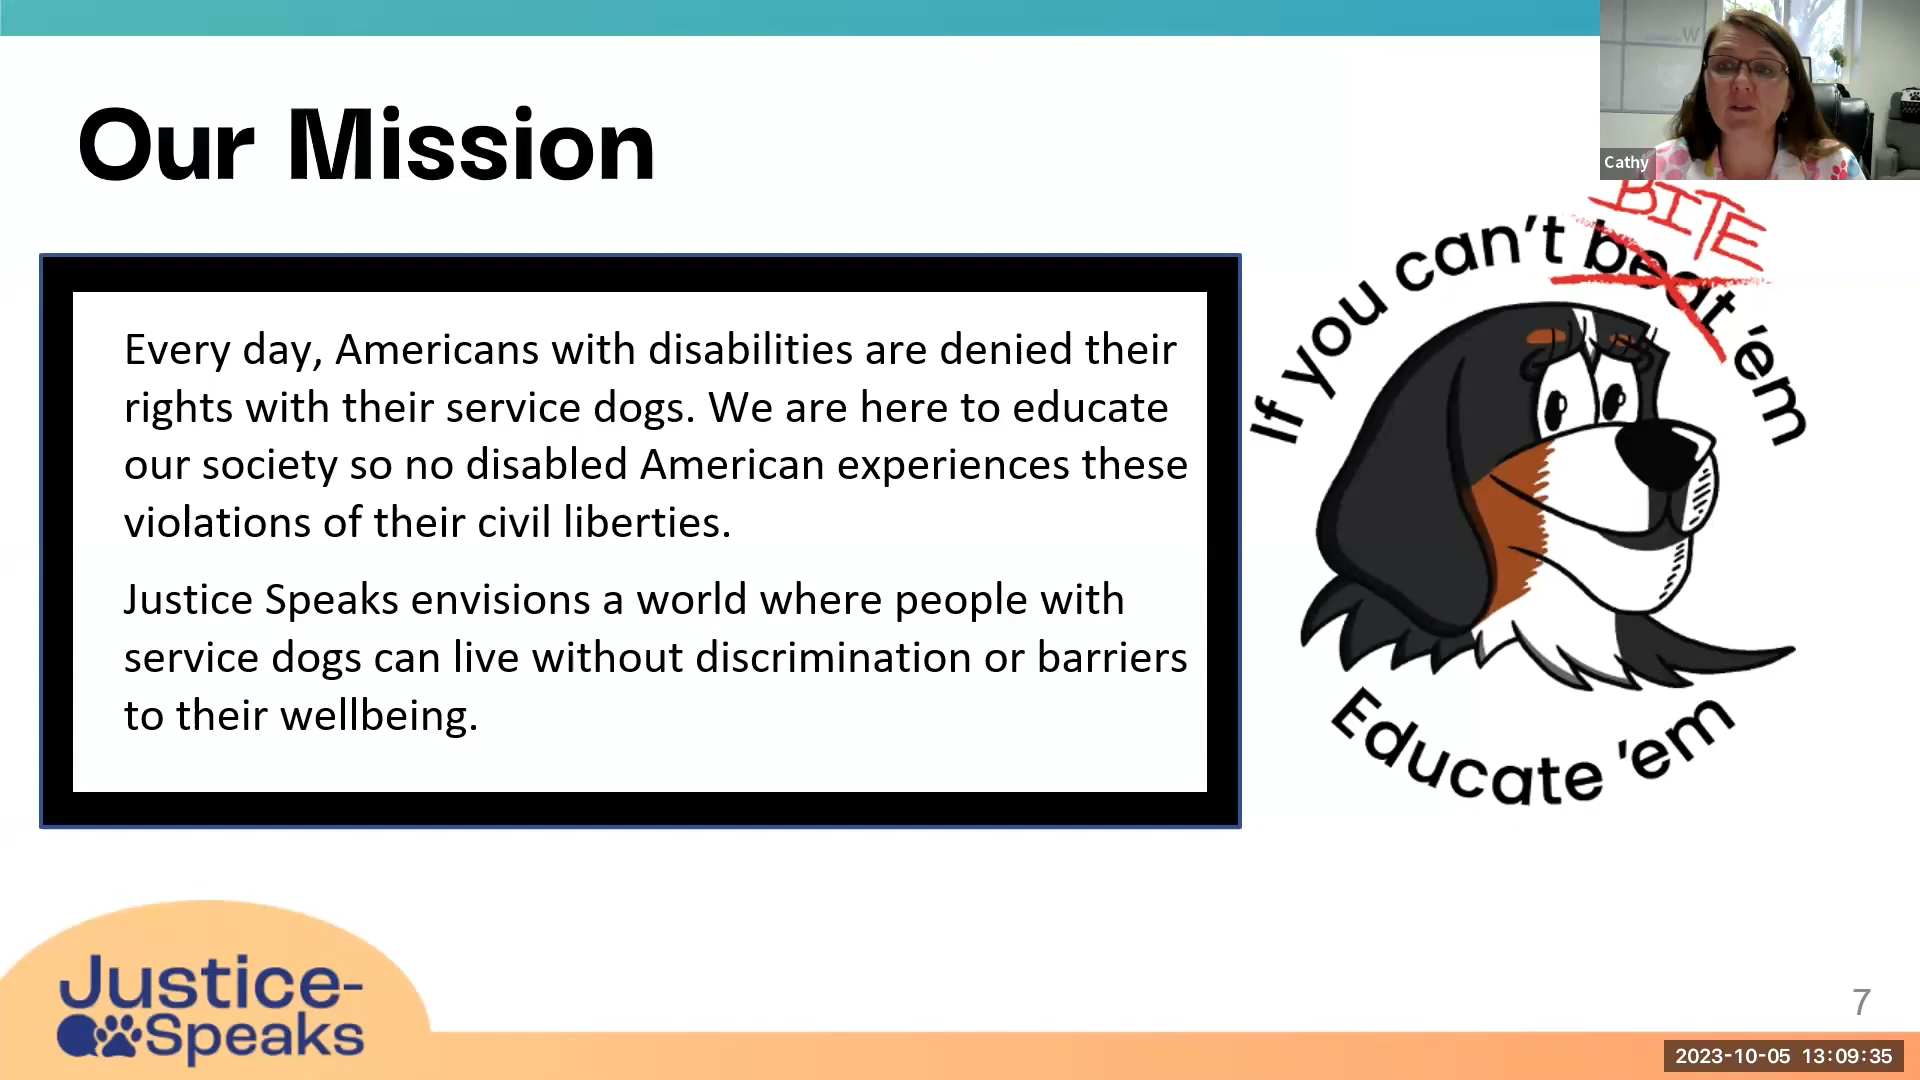 Our Mission
Cathy
BITE
If you can't beat 'em
Every day, Americans with disabilities are denied their
rights with their service dogs. We are here to educate
our society so no disabled American experiences these
violations of their civil liberties.
Justice Speaks envisions a world where people with
service dogs can live without discrimination or barriers
to their wellbeing.
Educate 'em
Justice-
Speaks
7
2023-10-05 13:09:35